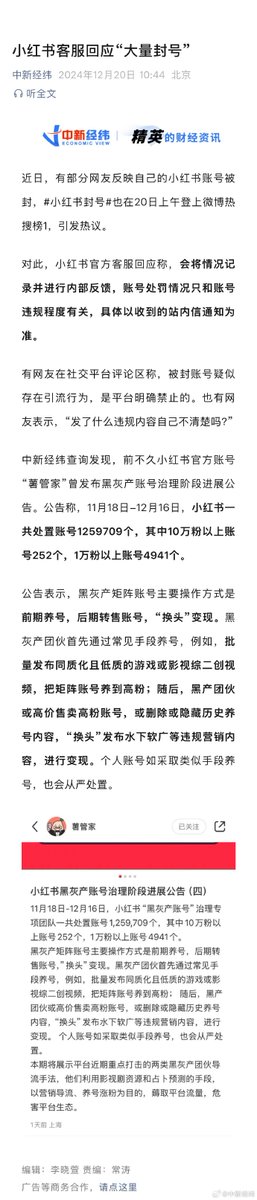 小红书客服回应“大量封号”
中新经纬 2024年12月20日 10:44 北京
听全文
中新经纬
ECONOMIC VIEW
精英的财经资讯
近日，有部分网友反映自己的小红书账号被
封，#小红书封号#也在20日上午登上微博热
搜榜1，引发热议。
对此，小红书官方客服回应称，会将情况记
录并进行内部反馈，账号处罚情况只和账号
违规程度有关，具体以收到的站内信通知为
准。
有网友在社交平台评论区称，被封账号疑似
存在引流行为，是平台明确禁止的。也有网
友表示，“发了什么违规内容自己不清楚吗?”
中新经纬查询发现，前不久小红书官方账号
“薯管家”曾发布黑灰产账号治理阶段进展公
告。公告称，11月18日–12月16日，小红书一
共处置账号1259709个，其中10万粉以上账
号252个，1万粉以上账号4941个。
公告表示，黑灰产矩阵账号主要操作方式是
前期养号，后期转售账号，“换头”变现。黑
灰产团伙首先通过常见手段养号，例如，批
量发布同质化且低质的游戏或影视综二创视
频，把矩阵账号养到高粉；随后，黑产团伙
或高价售卖高粉账号，或删除或隐藏历史养
号内容，“换头”发布水下软广等违规营销内
容，进行变现。个人账号如采取类似手段养
号，也会从严处置。
薯管家
已关注
小红书黑灰产账号治理阶段进展公告 (四)
11月18日-12月16日，小红书“黑灰产账号”治理专
项团队一共处置账号1,259,709个，其中10万粉以
上账号252个，1万粉以上账号4941个。
黑灰产矩阵账号主要操作方式是前期养号，后期转
售账号，“换头”变现。黑灰产团伙首先通过常见手
段养号，例如，批量发布同质化且低质的游戏或影
视综二创视频，把矩阵账号养到高粉；随后，黑产
团伙或高价售卖高粉账号，或删除或隐藏历史养号
内容，“换头”发布水下软广等违规营销内容，进行
变现。 个人账号如采取类似手段养号，也会从严处
置。
本期将展示平台近期重点打击的两类黑灰产团伙导
流手法，他们利用影视剧资源和占卜预测的手段，
以营销导流、养号涨粉为目的，薅取平台流量，危
害平台生态。
1天前 上海
编辑：李晓萱 责编：常涛
广告等商务合作，请点这里
@中新经纬